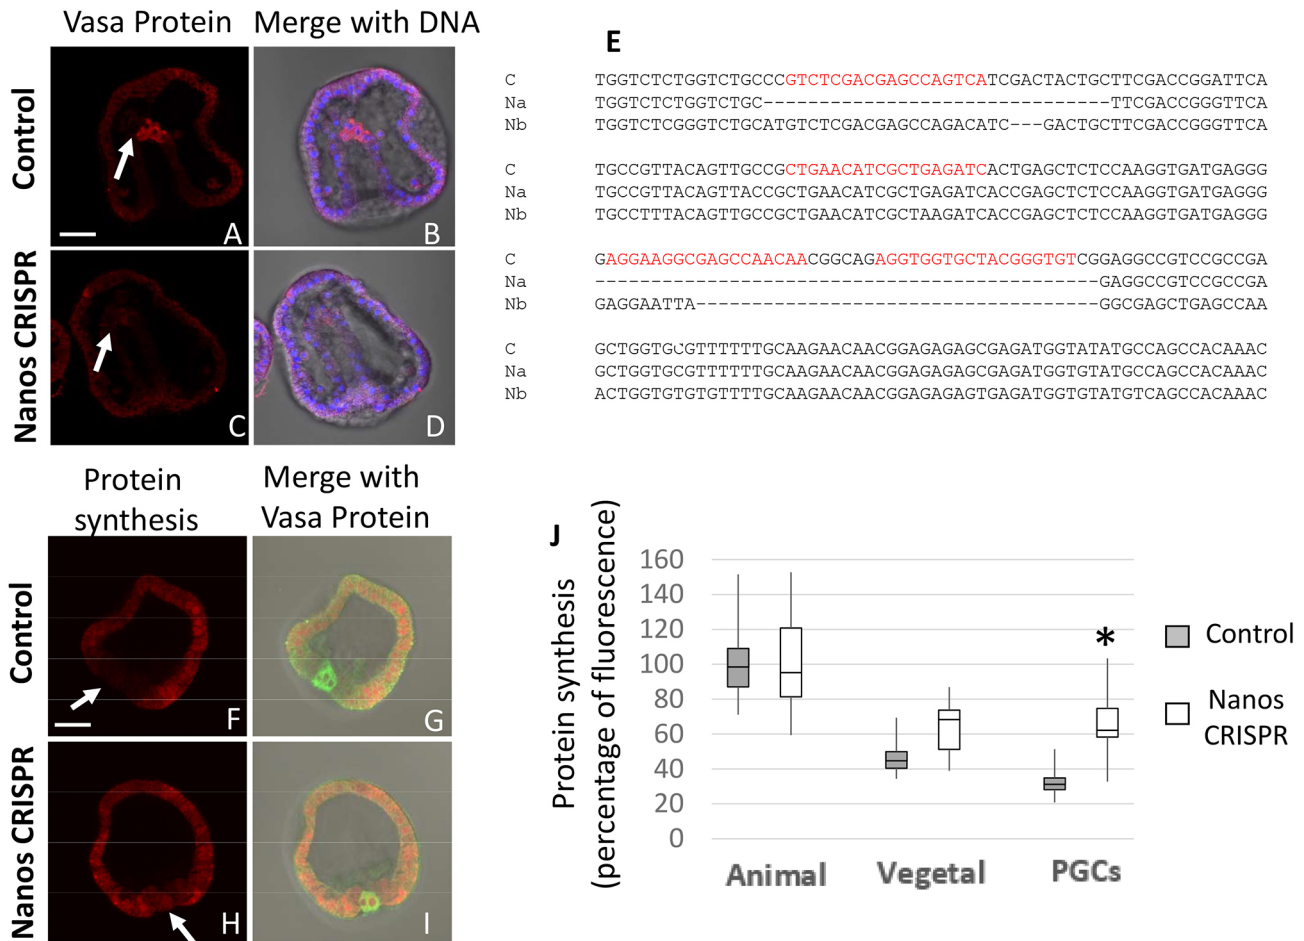 Vasa Protein Merge with DNA
Control
A
B
Nanos CRISPR
C
D
E
C TGGTCTCTGGTCTGCCCGTCTCGACGAGCCAGTCATCGACTACTGCTTCGACCGGATTCA
Na TGGTCTCTGGTCTGC-------------------------------TTCGACCGGGTTCA
Nb TGGTCTCGGGTCTGCATGTCTCGACGAGCCAGACATC---GACTGCTTCGACCGGGTTCA
C TGCCGTTACAGTTGCCGCTGAACATCGCTGAGATCACTGAGCTCTCCAAGGTGATGAGGG
Na TGCCGTTACAGTTACCGCTGAACATCGCTGAGATCACCGAGCTCTCCAAGGTGATGAGGG
Nb TGCCTTTACAGTTGCCGCTGAACATCGCTAAGATCACCGAGCTCTCCAAGGTGATGAGGG
C GAGGAAGGCGAGCCAACAACGGCAGAGGTGGTGCTACGGGTGTCGGAGGCCGTCCGCCGA
Na ---------------------------------------------GAGGCCGTCCGCCGA
Nb GAGGAATTA------------------------------------GGCGAGCTGAGCCAA
C GCTGGTGCGTTTTTTGCAAGAACAACGGAGAGAGCGAGATGGTATATGCCAGCCACAAAC
Na GCTGGTGCGTTTTTTGCAAGAACAACGGAGAGAGCGAGATGGTGTATGCCAGCCACAAAC
Nb ACTGGTGTGTGTTTTGCAAGAACAACGGAGAGAGTGAGATGGTGTATGTCAGCCACAAAC
Protein
synthesis
Merge with
Vasa Protein
Control
F
G
Nanos CRISPR
H
I
J
Protein synthesis
(percentage of fluorescence)
160
140
120
100
80
60
40
20
0
*
Animal Vegetal PGCs
Control
Nanos
CRISPR